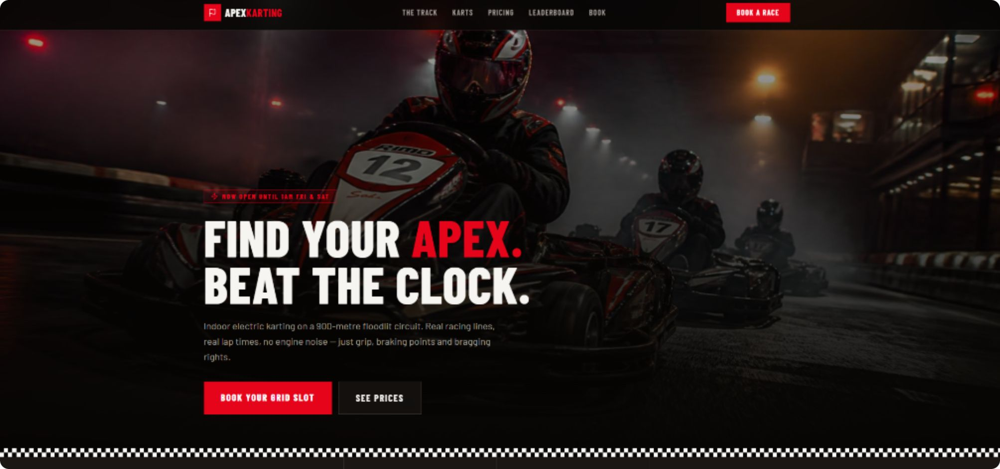 APEXKARTING
THE TRACK
KARTS
PRICING
LEADERBOARD
BOOK
BOOK A RACE
RIMO
12
17
NOW OPEN UNTIL 1AM FRI & SAT
FIND YOUR APEX.
BEAT THE CLOCK.
Indoor electric karting on a 900-metre floodlit circuit. Real racing lines,
real lap times, no engine noise — just grip, braking points and bragging
rights.
BOOK YOUR GRID SLOT
SEE PRICES